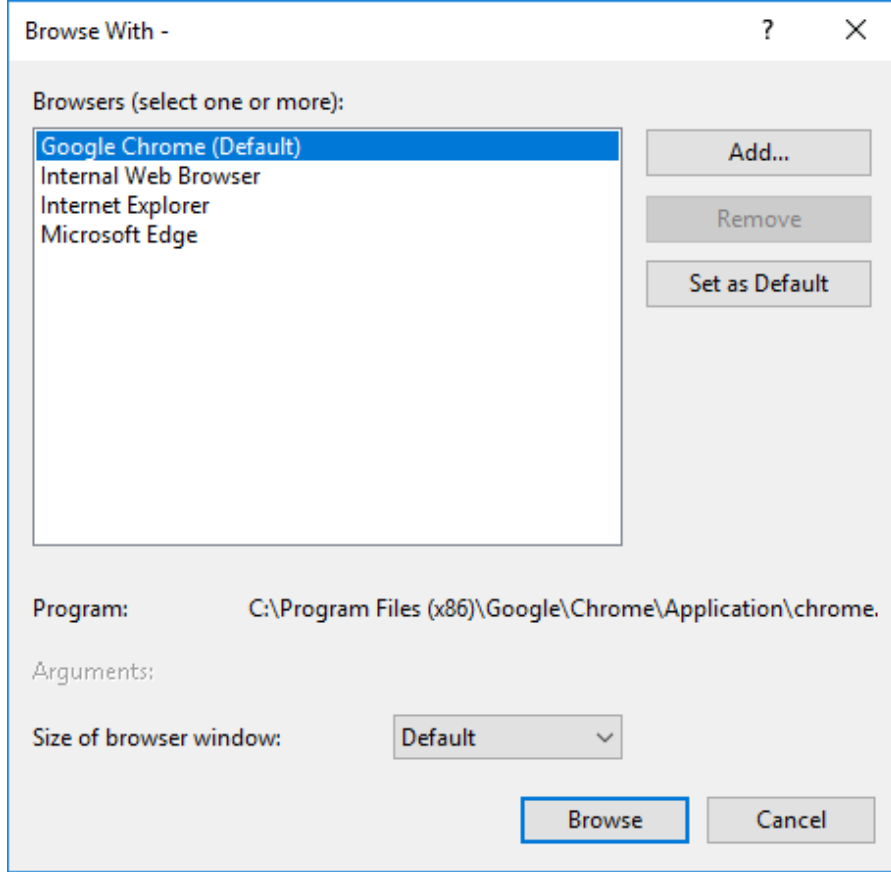 Browse With -
?
Browsers (select one or more):
Google Chrome (Default)
Internal Web Browser
Internet Explorer
Microsoft Edge
Add...
Remove
Set as Default
Program: C:\Program Files (x86)\Google\Chrome\Application\chrome.
Arguments:
Size of browser window: Default
Browse Cancel